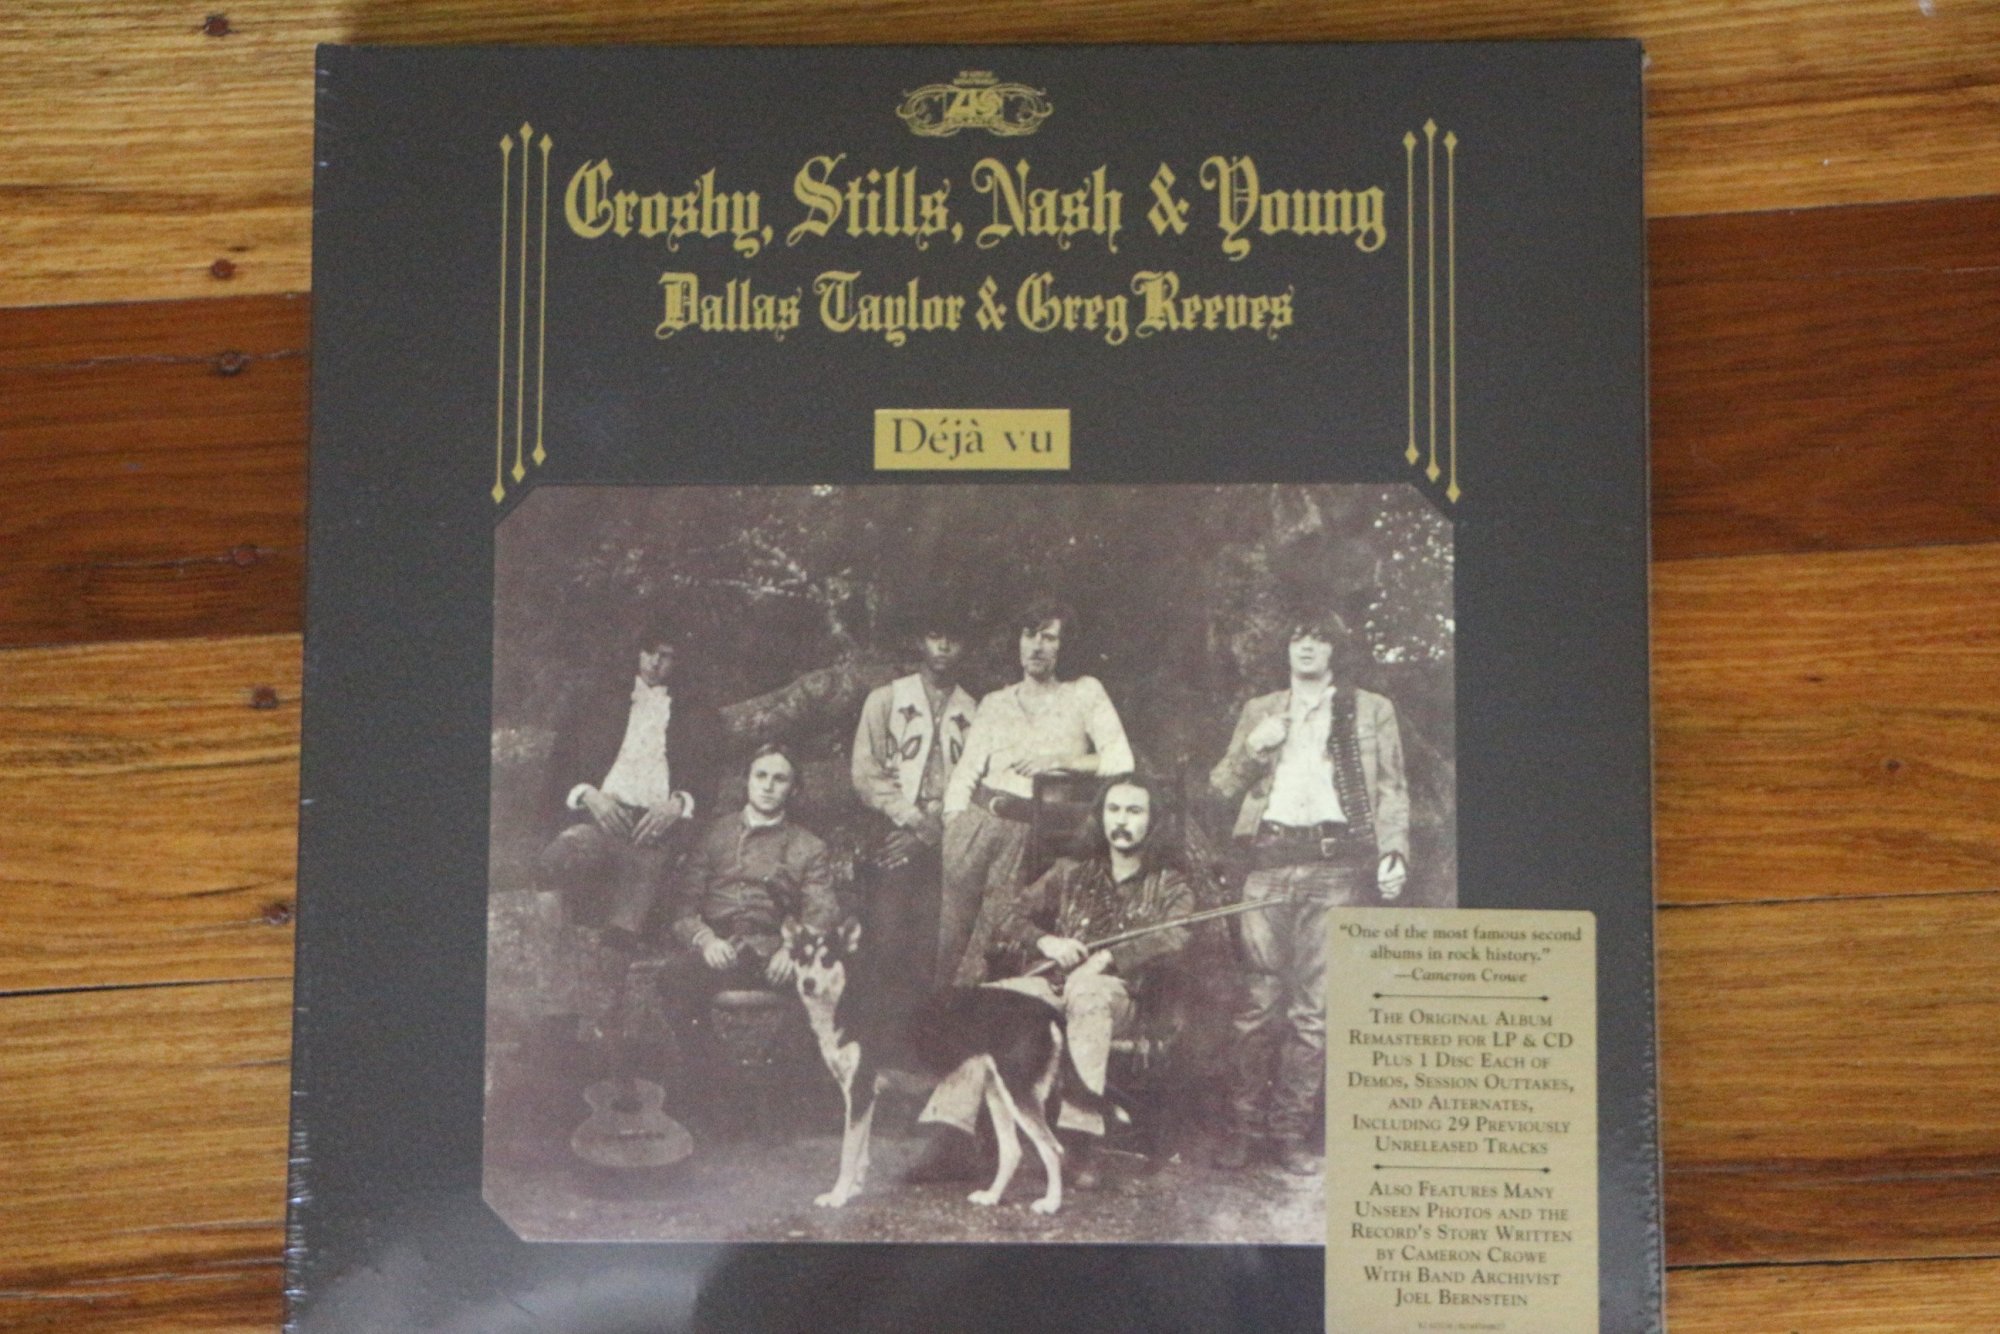 Crosby, Stills, Nash & Young
Dallas Taylor & Greg Reeves
Déjà vu
“One of the most famous second
albums in rock history.”
—Cameron Crowe
The Original Album
Remastered for LP & CD
Plus 1 Disc Each of
Demos, Session Outtakes,
and Alternates,
Including 29 Previously
Unreleased Tracks
Also Features Many
Unseen Photos and the
Record’s Story Written
by Cameron Crowe
With Band Archivist
Joel Bernstein